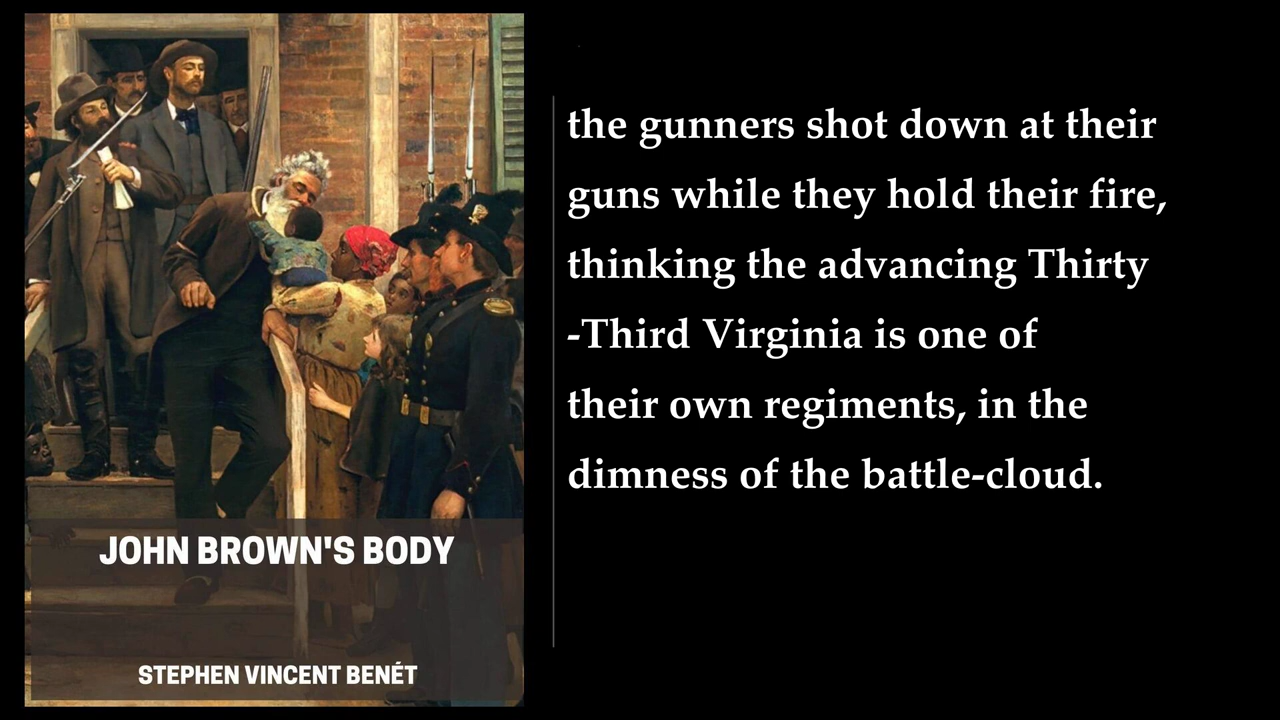 JOHN BROWN'S BODY
STEPHEN VINCENT BENÉT
the gunners shot down at their
guns while they hold their fire,
thinking the advancing Thirty
-Third Virginia is one of
their own regiments, in the
dimness of the battle-cloud.